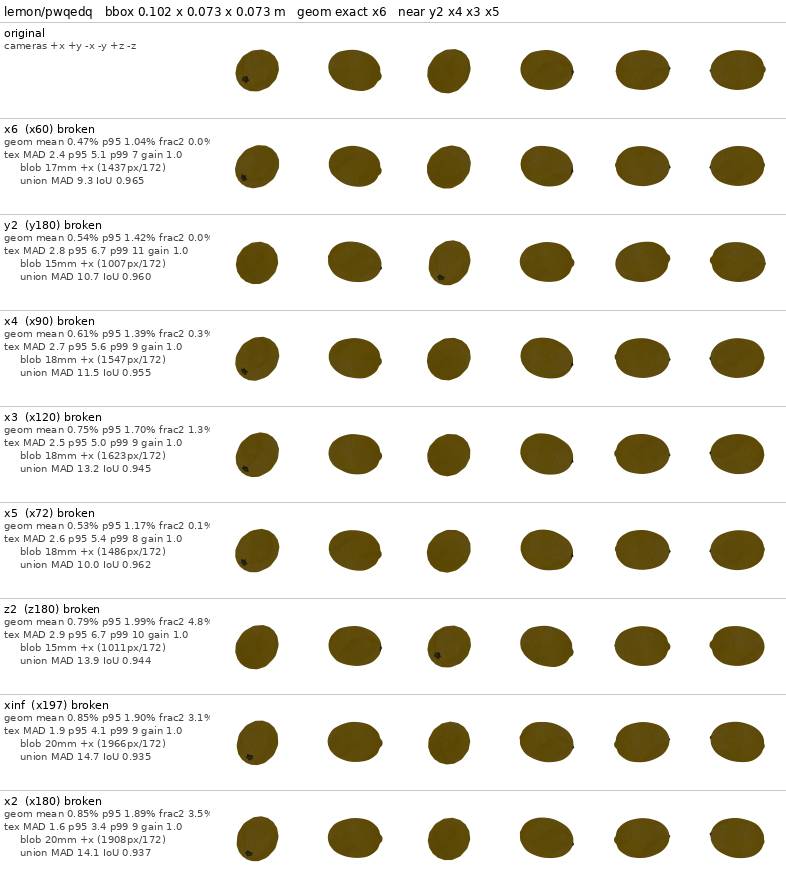 lemon/pwqedq   bbox 0.102 x 0.073 x 0.073 m   geom exact x6   near y2 x4 x3 x5
original
cameras +x +y -x -y +z -z
x6  (x60) broken
geom mean 0.47% p95 1.04% frac2 0.0%
tex MAD 2.4 p95 5.1 p99 7 gain 1.0
blob 17mm +x (1437px/172)
union MAD 9.3 IoU 0.965
y2  (y180) broken
geom mean 0.54% p95 1.42% frac2 0.0%
tex MAD 2.8 p95 6.7 p99 11 gain 1.0
blob 15mm +x (1007px/172)
union MAD 10.7 IoU 0.960
x4  (x90) broken
geom mean 0.61% p95 1.39% frac2 0.3%
tex MAD 2.7 p95 5.6 p99 9 gain 1.0
blob 18mm +x (1547px/172)
union MAD 11.5 IoU 0.955
x3  (x120) broken
geom mean 0.75% p95 1.70% frac2 1.3%
tex MAD 2.5 p95 5.0 p99 9 gain 1.0
blob 18mm +x (1623px/172)
union MAD 13.2 IoU 0.945
x5  (x72) broken
geom mean 0.53% p95 1.17% frac2 0.1%
tex MAD 2.6 p95 5.4 p99 8 gain 1.0
blob 18mm +x (1486px/172)
union MAD 10.0 IoU 0.962
z2  (z180) broken
geom mean 0.79% p95 1.99% frac2 4.8%
tex MAD 2.9 p95 6.7 p99 10 gain 1.0
blob 15mm +x (1011px/172)
union MAD 13.9 IoU 0.944
xinf  (x197) broken
geom mean 0.85% p95 1.90% frac2 3.1%
tex MAD 1.9 p95 4.1 p99 9 gain 1.0
blob 20mm +x (1966px/172)
union MAD 14.7 IoU 0.935
x2  (x180) broken
geom mean 0.85% p95 1.89% frac2 3.5%
tex MAD 1.6 p95 3.4 p99 9 gain 1.0
blob 20mm +x (1908px/172)
union MAD 14.1 IoU 0.937